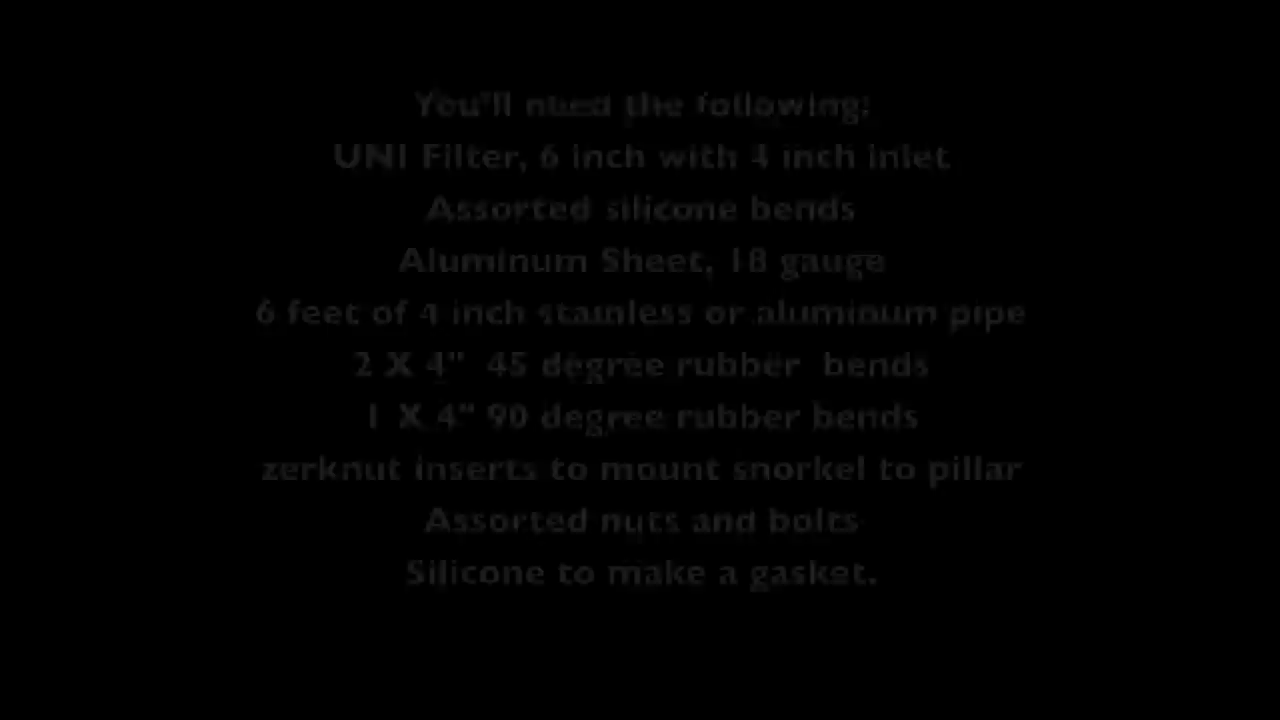 You'll need the following:
UNI Filter, 6 inch with 4 inch inlet
Assorted silicone bends
Aluminum Sheet, 18 gauge
6 feet of 4 inch stainless or aluminum pipe
2 X 4" 45 degree rubber bends
1 X 4" 90 degree rubber bends
zerknut inserts to mount snorkel to pillar
Assorted nuts and bolts
Silicone to make a gasket.